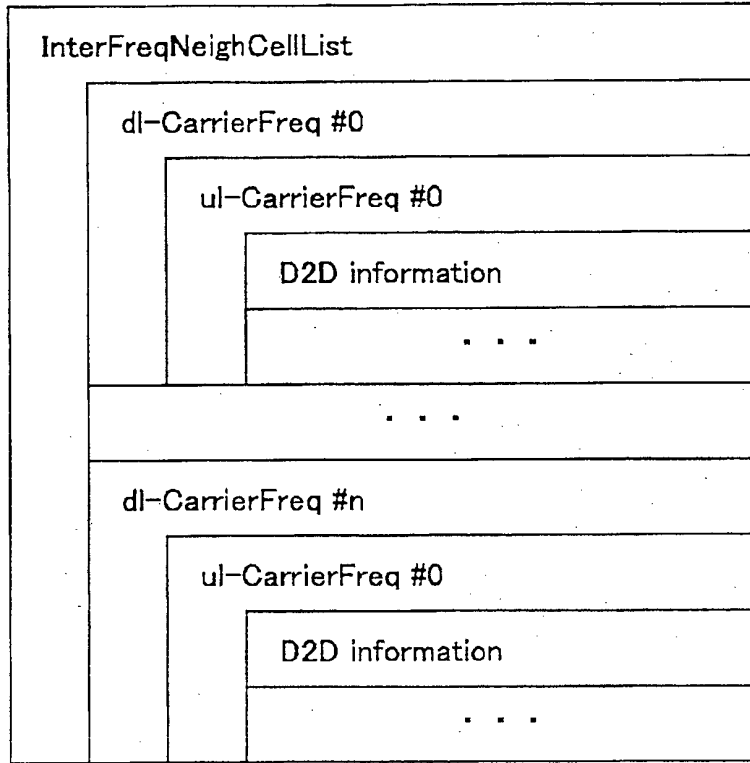 InterFreqNeighCellList
dl-CarrierFreq #0
ul-CarrierFreq #0
D2D information
. . .
. . .
dl-CarrierFreq #n
ul-CarrierFreq #0
D2D information
. . .